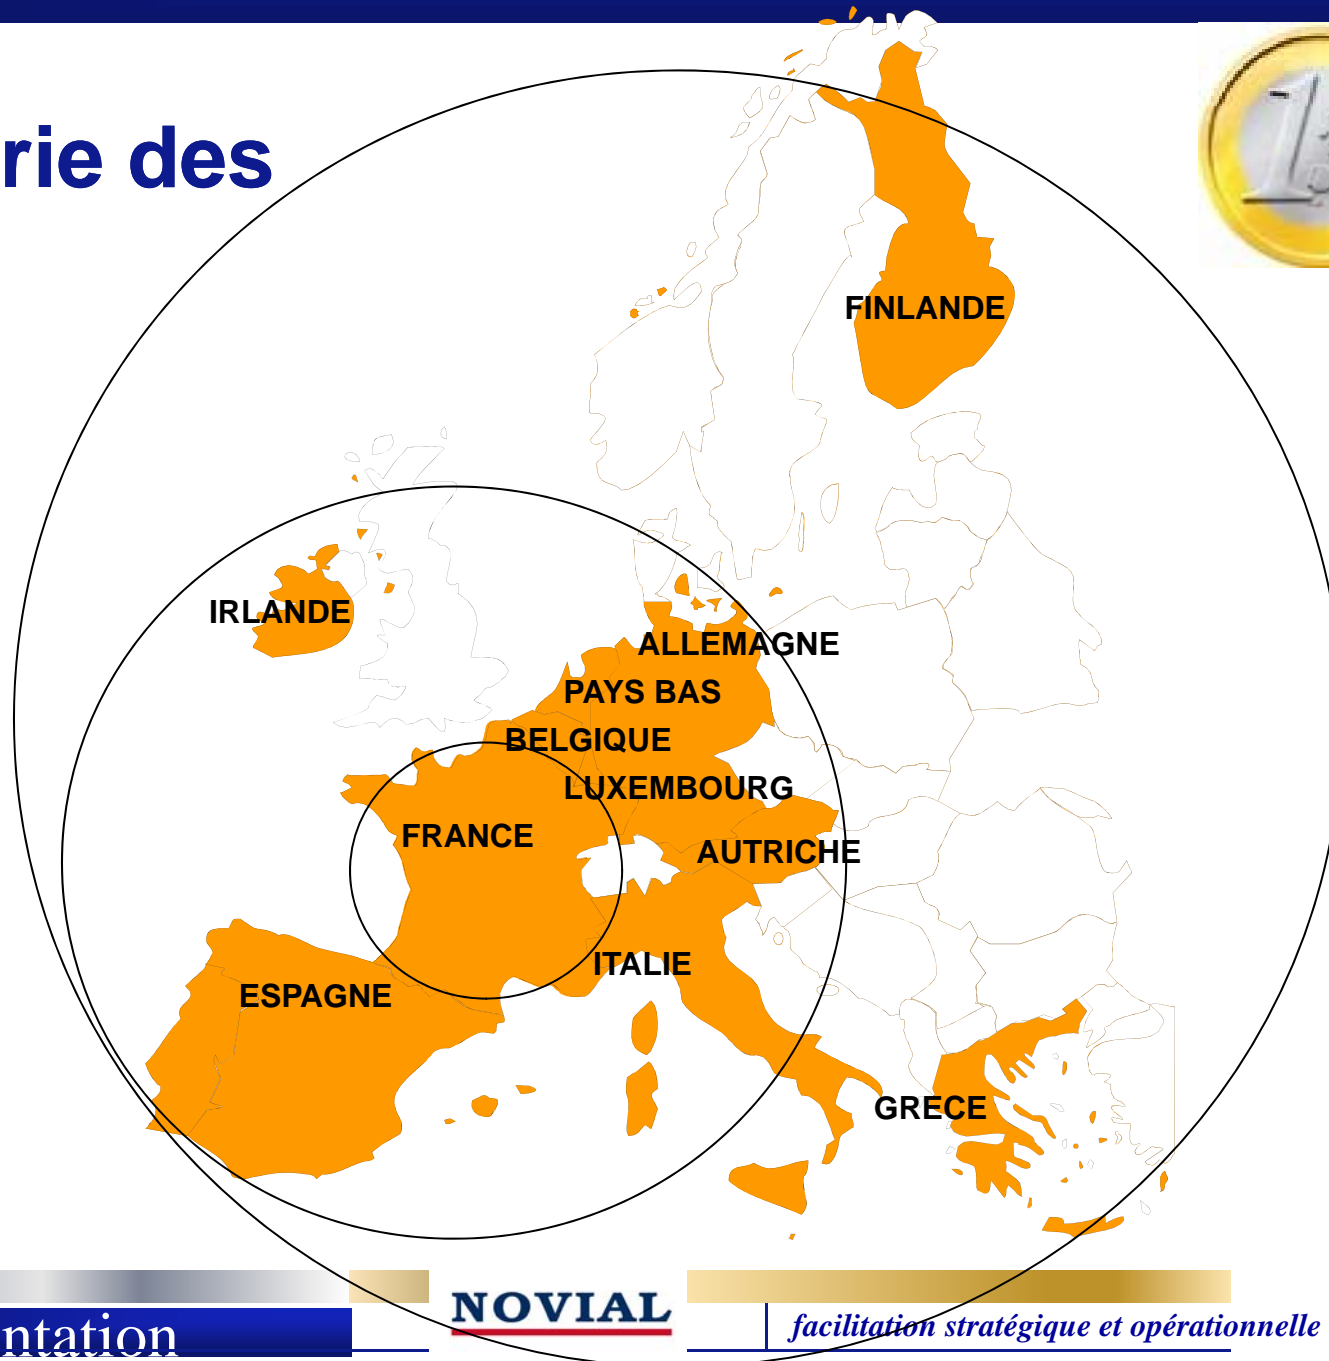 rie des
FINLANDE
IRLANDE
ALLEMAGNE
PAYS BAS
BELGIQUE
LUXEMBOURG
FRANCE
AUTRICHE
ITALIE
ESPAGNE
GRECE
NOVIAL
ntation
facilitation stratégique et opérationnelle